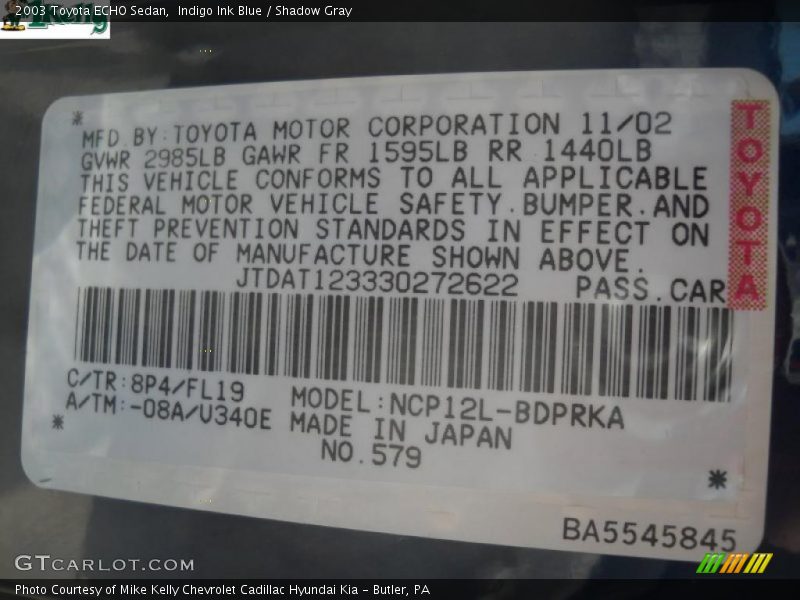 2003 Toyota ECHO Sedan,  Indigo Ink Blue / Shadow Gray
Kelly
MFD.BY:TOYOTA MOTOR CORPORATION 11/02
GVWR 2985LB GAWR FR 1595LB RR 1440LB
THIS VEHICLE CONFORMS TO ALL APPLICABLE
FEDERAL MOTOR VEHICLE SAFETY.BUMPER.AND
THEFT PREVENTION STANDARDS IN EFFECT ON
THE DATE OF MANUFACTURE SHOWN ABOVE.
JTDAT123330272622 PASS.CAR
TOYOTA
C/TR:8P4/FL19
A/TM:-08A/U340E
MODEL:NCP12L-BDPRKA
MADE IN JAPAN
NO.579
BA5545845
GTCARLOT.COM
Photo Courtesy of Mike Kelly Chevrolet Cadillac Hyundai Kia - Butler, PA